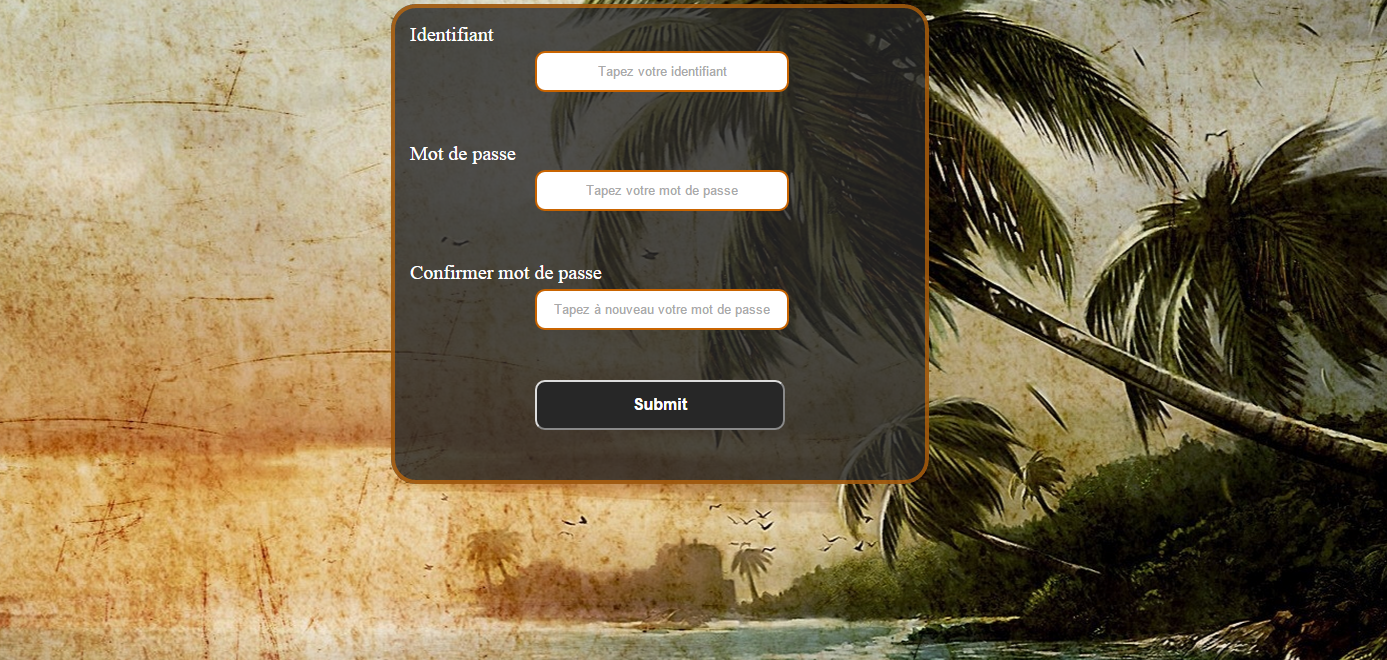 Identifiant
Tapez votre identifiant
Mot de passe
Tapez votre mot de passe
Confirmer mot de passe
Tapez à nouveau votre mot de passe
Submit